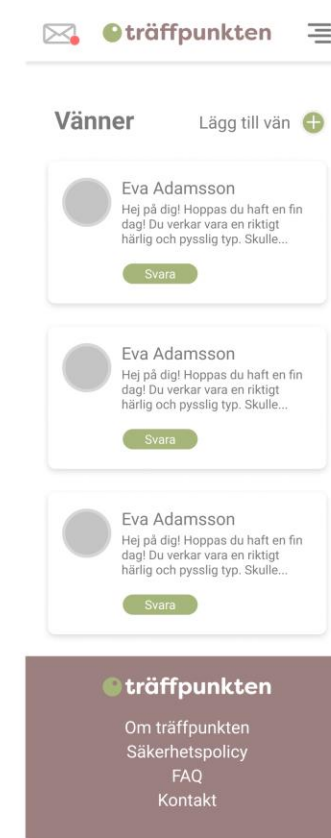 träffpunkten
Vänner
Lägg till vän
Eva Adamsson
Hej på dig! Hoppas du haft en fin
dag! Du verkar vara en riktigt
härlig och pysslig typ. Skulle...
Svara
Eva Adamsson
Hej på dig! Hoppas du haft en fin
dag! Du verkar vara en riktigt
härlig och pysslig typ. Skulle...
Svara
Eva Adamsson
Hej på dig! Hoppas du haft en fin
dag! Du verkar vara en riktigt
härlig och pysslig typ. Skulle...
Svara
träffpunkten
Om träffpunkten
Säkerhetspolicy
FAQ
Kontakt